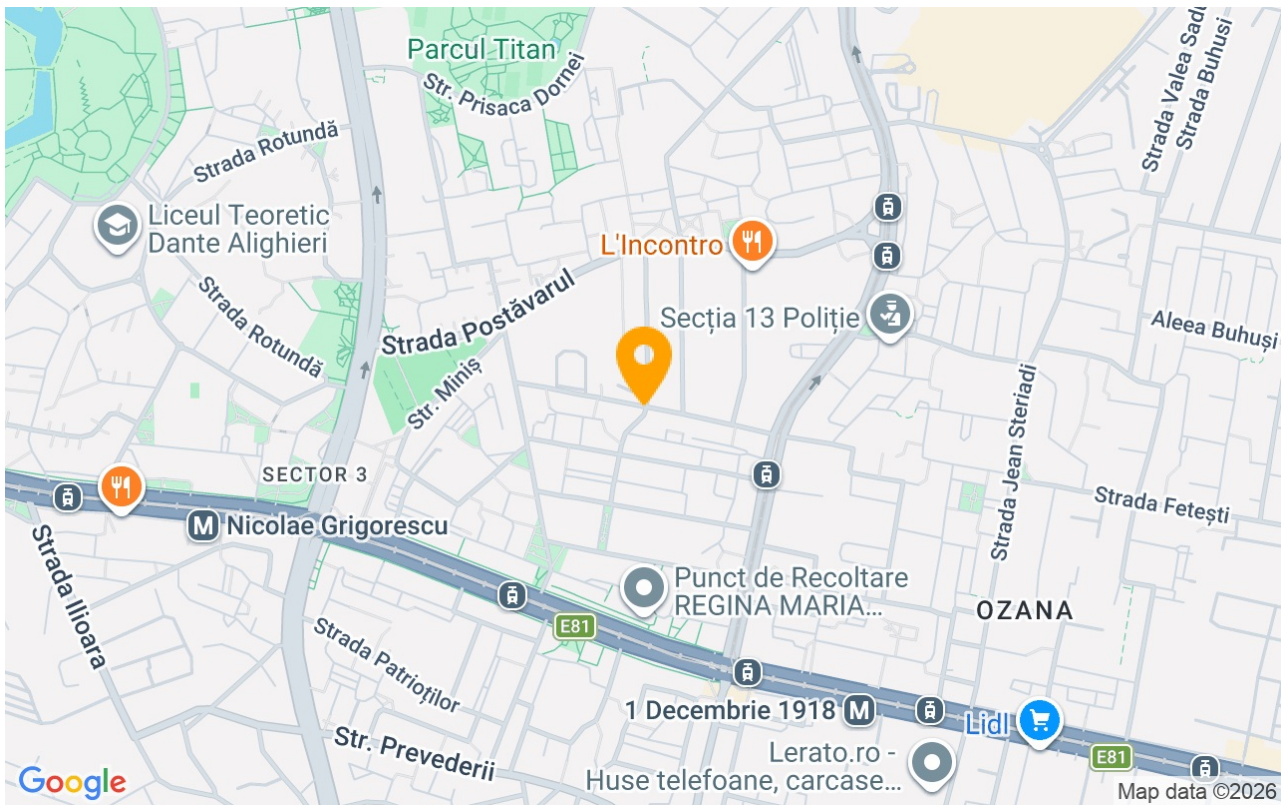 Parcul Titan
Str. Prisaca Dornei
Strada Valea Sadu
Strada Buhusi
Strada Rotundă
Liceul Teoretic
Dante Alighieri
L'Incontro
Strada Rotundă
Strada Postăvarul
Secția 13 Poliție
Aleea Buhuși
Str. Miniș
Strada Jean Steriadi
SECTOR 3
Strada Fetești
M Nicolae Grigorescu
Strada Ilioara
Punct de Recoltare
REGINA MARIA...
OZANA
E81
Strada Patrioților
1 Decembrie 1918 M
Lidl
Str. Prevederii
Lerato.ro -
Huse telefoane, carcase...
E81
Google
Map data ©2026